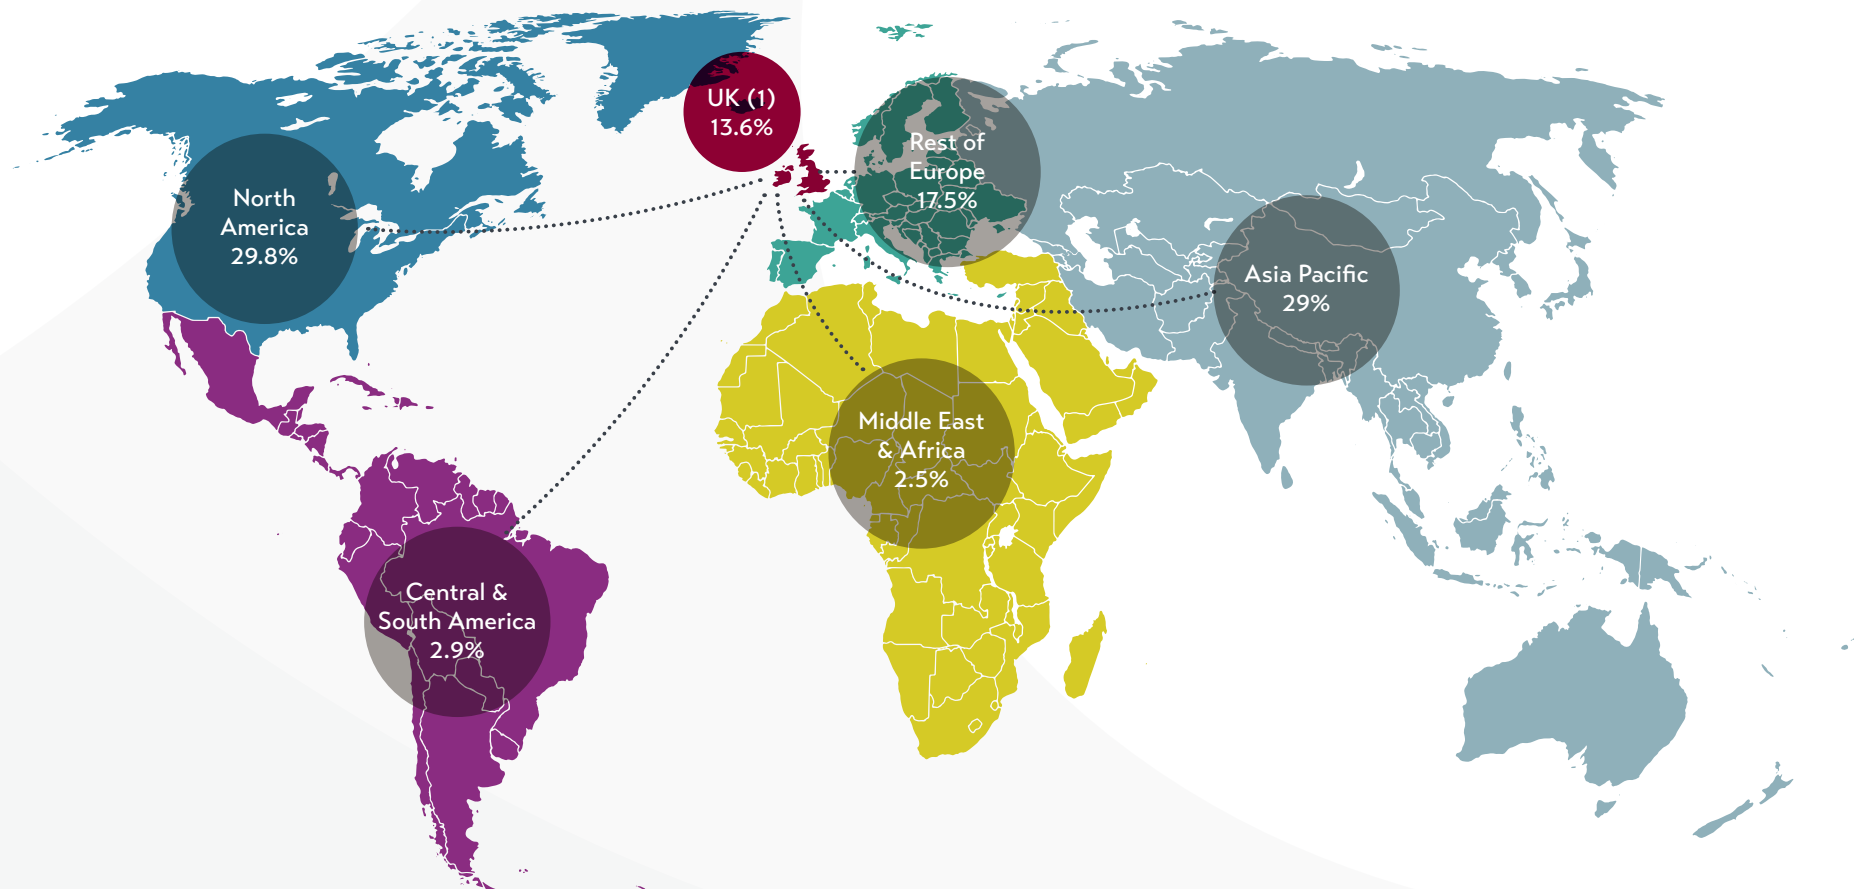 UK (1)
13.6%
Rest of
Europe
17.5%
North
America
29.8%
Asia Pacific
29%
Middle East
& Africa
2.5%
Central &
South America
2.9%